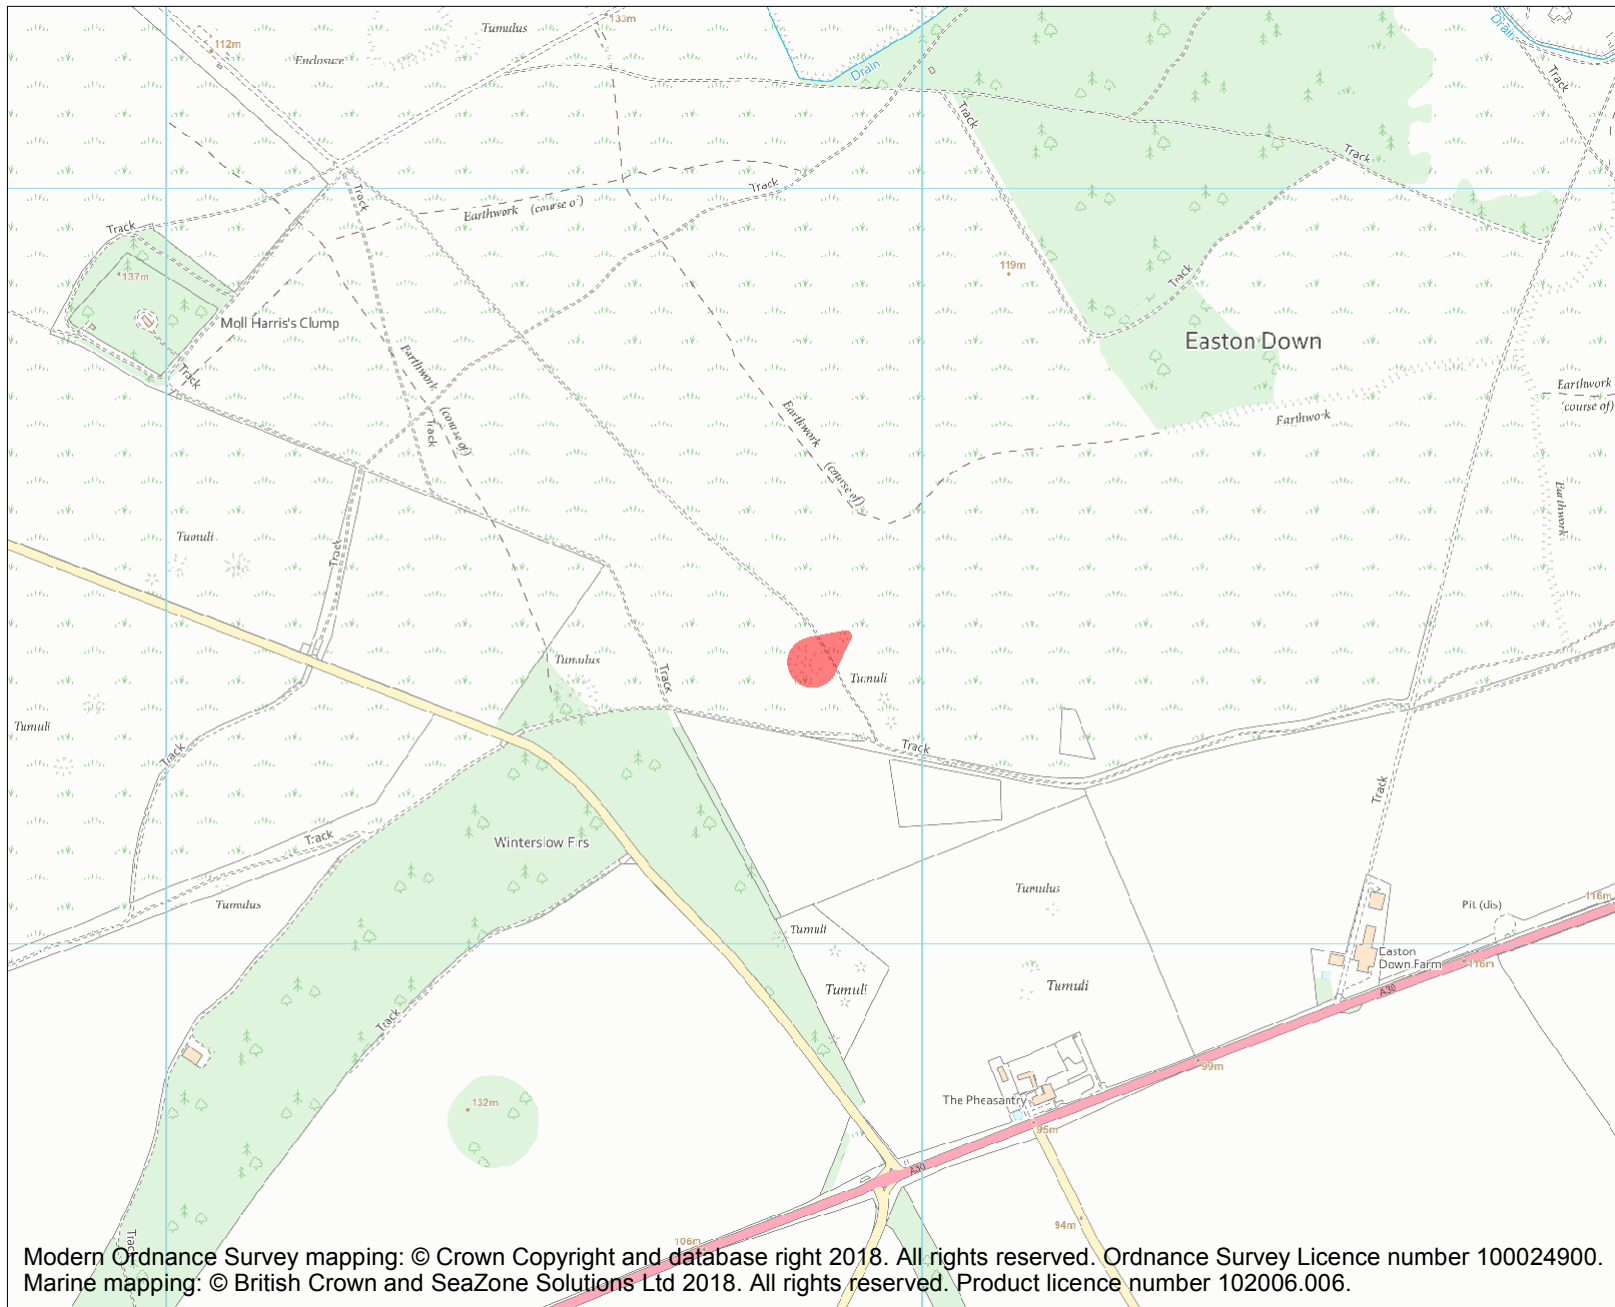 133m
Tumulus
Drain
112m
Enclosure
Drain
Track
Track
Track
Track
Track
Earthwork (course of)
Track
119m
Track
137m
Moll Harris's Clump
Easton Down
Track
Earthwork
(course of)
Track
Earthwork
(course of)
Earthwork
Earthwork
(course of)
Earthwork
Tumuli
Track
Tumulus
Track
Tumuli
Tumuli
Track
Track
Track
Track
Winterslow Firs
Tumulus
Tumulus
Pit (dis)
116m
Tumuli
Easton
Down Farm
116m
Tumuli
Tumuli
A30
Track
99m
The Pheasantry
132m
95m
A30
94m
Track
106m
Modern Ordnance Survey mapping: © Crown Copyright and database right 2018. All rights reserved. Ordnance Survey Licence number 100024900.
Marine mapping: © British Crown and SeaZone Solutions Ltd 2018. All rights reserved. Product licence number 102006.006.